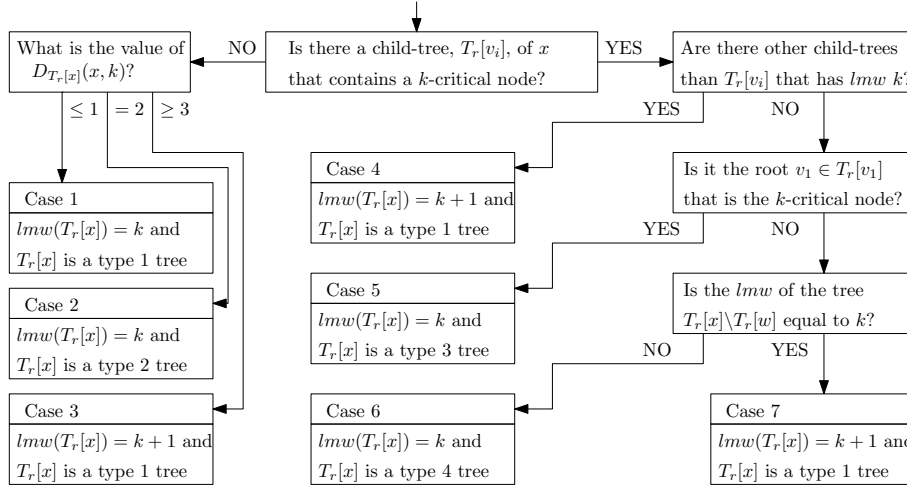 What is the value of
D_{T_r[x]}(x, k)?
NO
Is there a child-tree, T_r[v_i], of x
that contains a k-critical node?
YES
Are there other child-trees
than T_r[v_i] that has lmw k?
≤ 1
= 2
≥ 3
YES
NO
Case 1
lmw(T_r[x]) = k and
T_r[x] is a type 1 tree
Case 4
lmw(T_r[x]) = k + 1 and
T_r[x] is a type 1 tree
Is it the root v_1 ∈ T_r[v_1]
that is the k-critical node?
YES
NO
Case 2
lmw(T_r[x]) = k and
T_r[x] is a type 2 tree
Case 5
lmw(T_r[x]) = k and
T_r[x] is a type 3 tree
Is the lmw of the tree
T_r[x]\T_r[w] equal to k?
NO
YES
Case 3
lmw(T_r[x]) = k + 1 and
T_r[x] is a type 1 tree
Case 6
lmw(T_r[x]) = k and
T_r[x] is a type 4 tree
Case 7
lmw(T_r[x]) = k + 1 and
T_r[x] is a type 1 tree